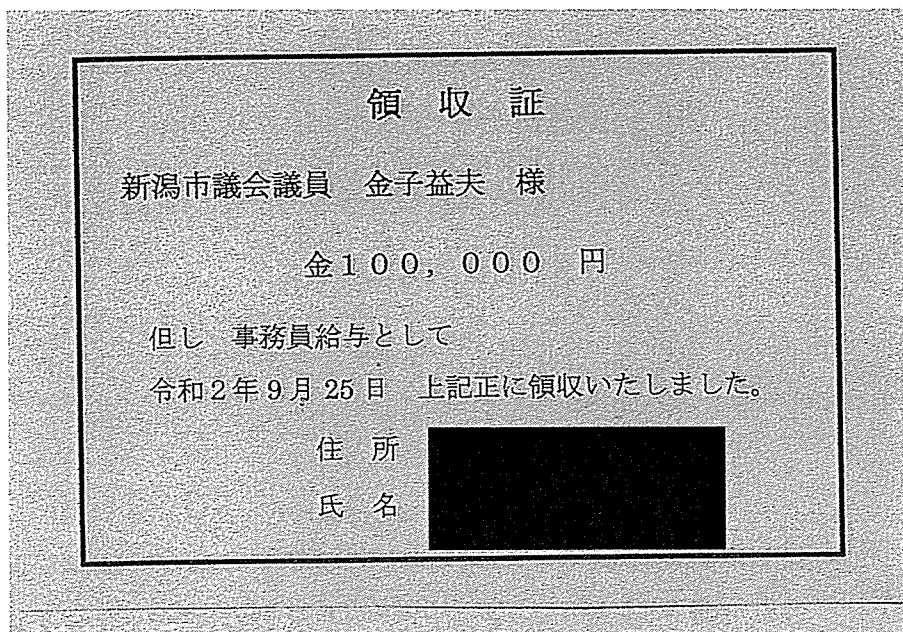 領 収 証
新潟市議会議員　金子益夫　様
金１００，０００　円
但し　事務員給与として
令和２年９月 25 日　上記正に領収いたしました。
住　所
氏　名